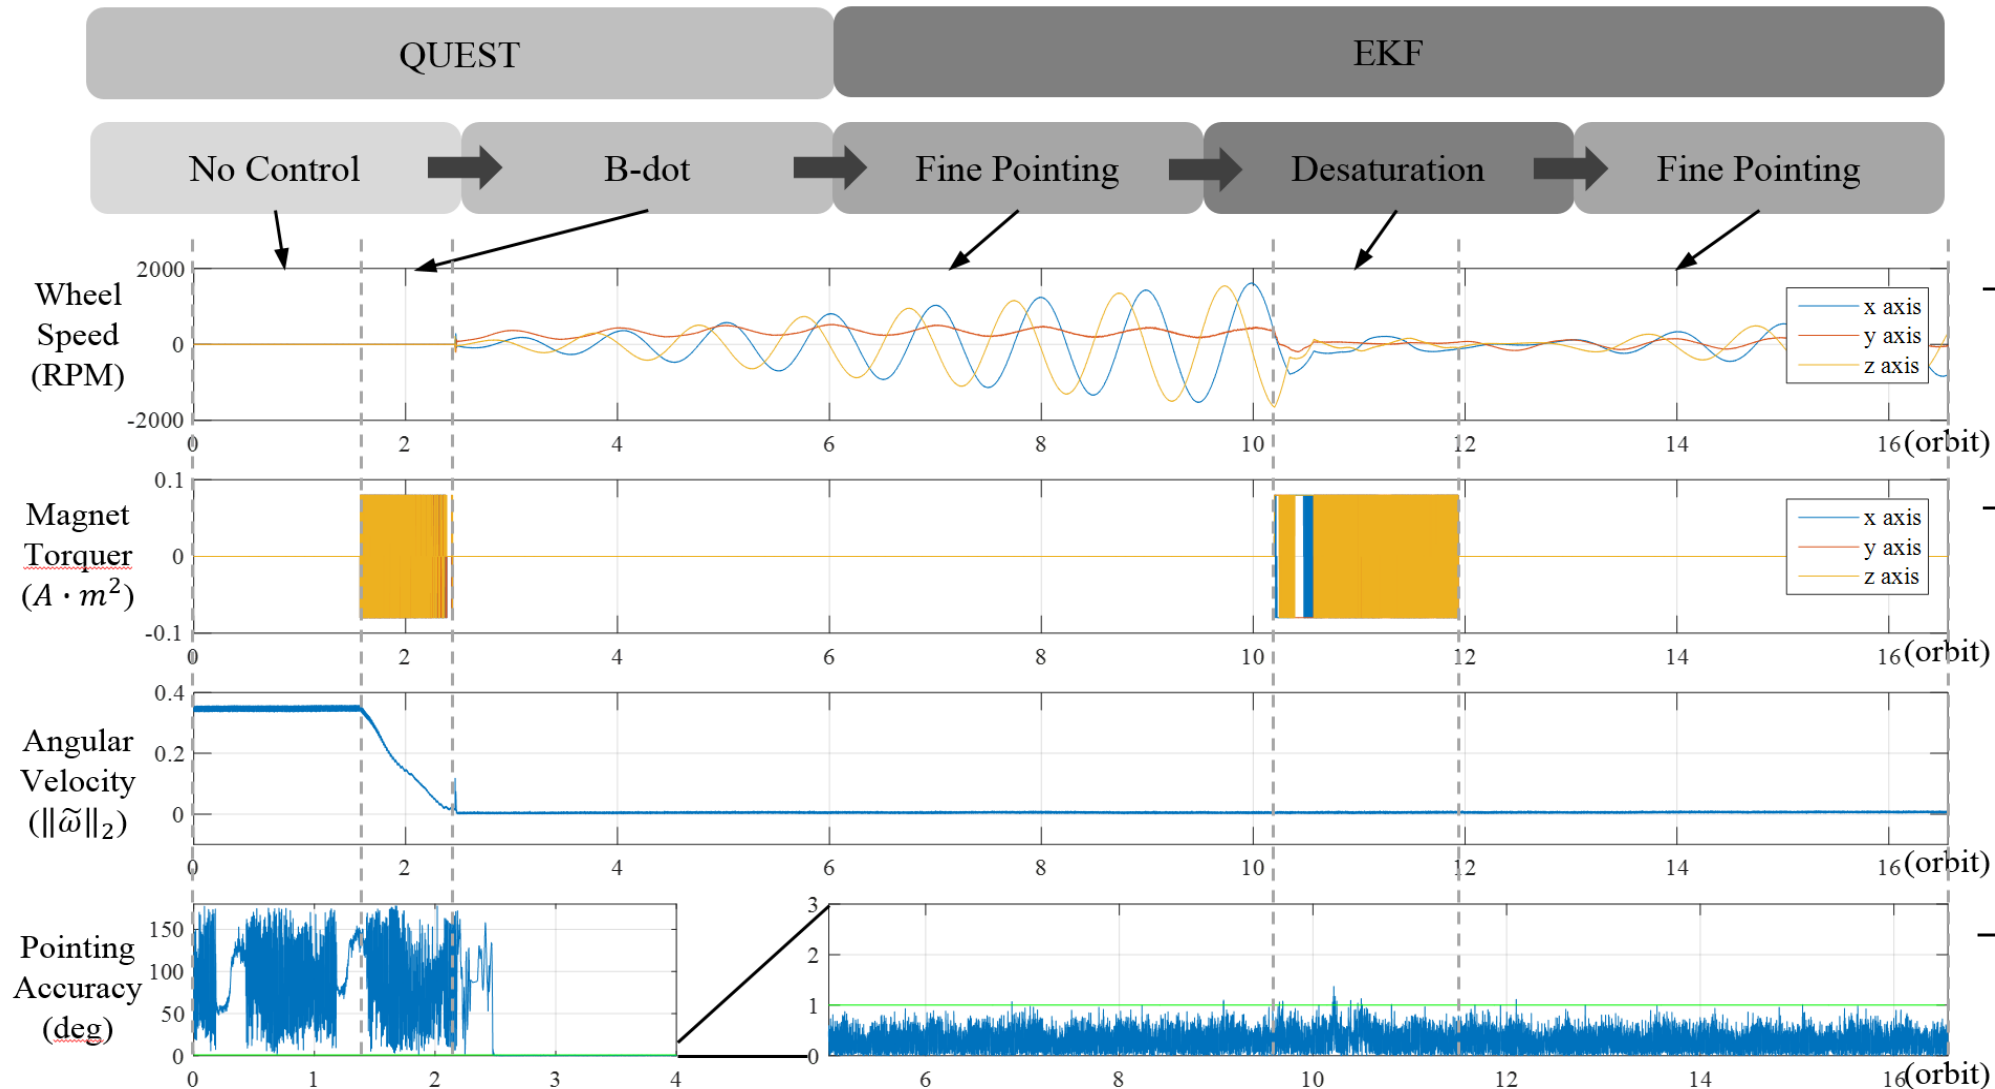 QUEST
EKF
No Control
B-dot
Fine Pointing
Desaturation
Fine Pointing
Wheel
Speed
(RPM)
2000
0
-2000
x axis
y axis
z axis
0 2 4 6 8 10 12 14 16 (orbit)
Magnet
Torquer
(A · m²)
0.1
0
-0.1
x axis
y axis
z axis
0 2 4 6 8 10 12 14 16 (orbit)
Angular
Velocity
(‖ω̃‖₂)
0.4
0.2
0
0 2 4 6 8 10 12 14 16 (orbit)
Pointing
Accuracy
(deg)
150
100
50
0
0 1 2 3 4
3
2
1
0
6 8 10 12 14 16 (orbit)